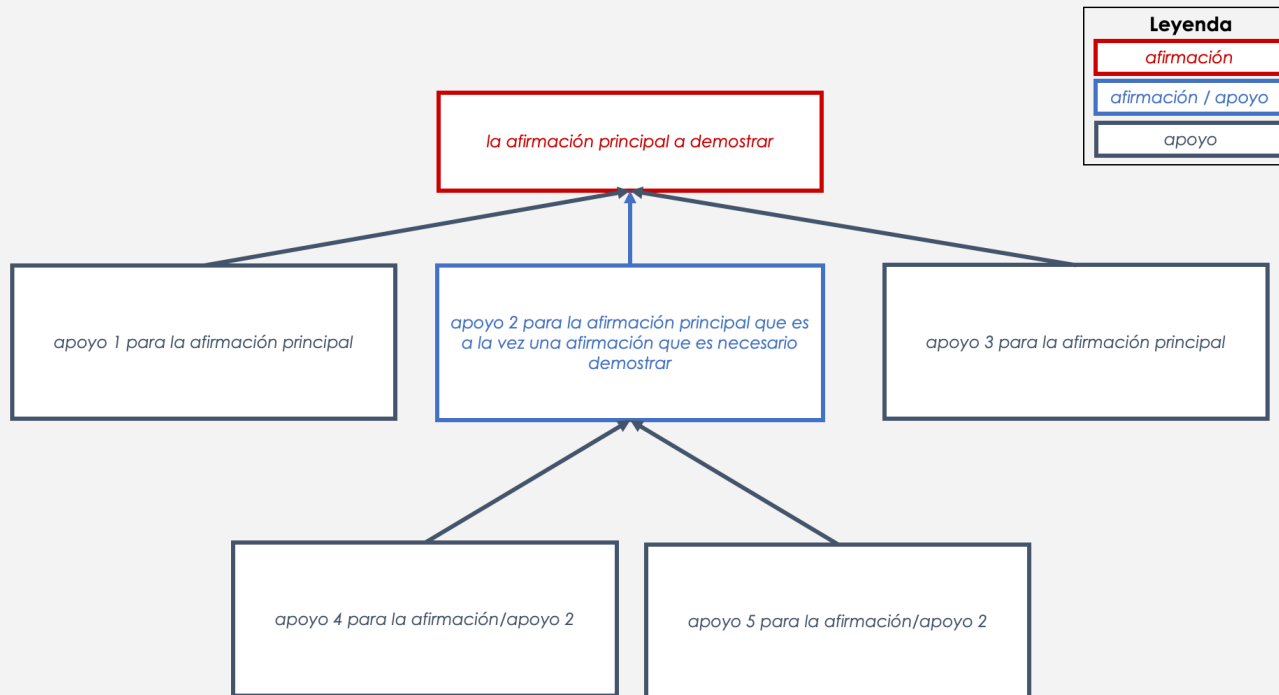 Leyenda
afirmación
afirmación / apoyo
apoyo
la afirmación principal a demostrar
apoyo 1 para la afirmación principal
apoyo 2 para la afirmación principal que es
a la vez una afirmación que es necesario
demostrar
apoyo 3 para la afirmación principal
apoyo 4 para la afirmación/apoyo 2
apoyo 5 para la afirmación/apoyo 2